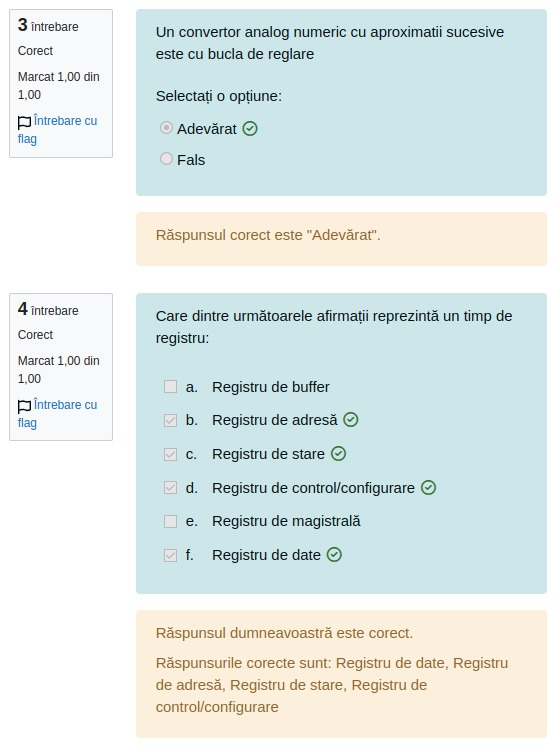 3 întrebare
Corect
Marcat 1,00 din
1,00
Întrebare cu
flag
Un convertor analog numeric cu aproximatii sucesive
este cu bucla de reglare
Selectați o opțiune:
Adevărat
Fals
Răspunsul corect este "Adevărat".
4 întrebare
Corect
Marcat 1,00 din
1,00
Întrebare cu
flag
Care dintre următoarele afirmații reprezintă un timp de
registru:
a. Registru de buffer
b. Registru de adresă
c. Registru de stare
d. Registru de control/configurare
e. Registru de magistrală
f. Registru de date
Răspunsul dumneavoastră este corect.
Răspunsurile corecte sunt: Registru de date, Registru
de adresă, Registru de stare, Registru de
control/configurare